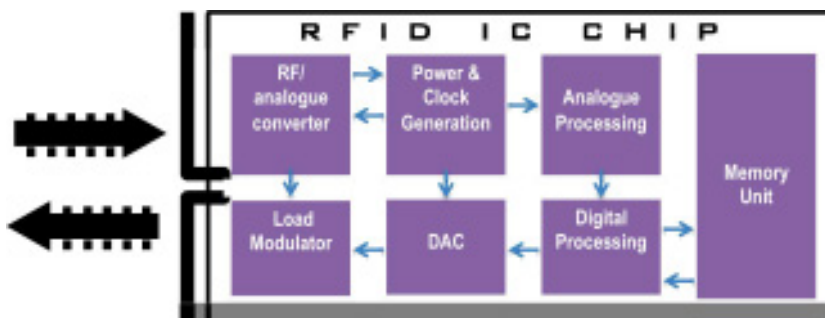 RFID IC CHIP
RF/
analogue
converter
Power &
Clock
Generation
Analogue
Processing
Memory
Unit
Load
Modulator
DAC
Digital
Processing